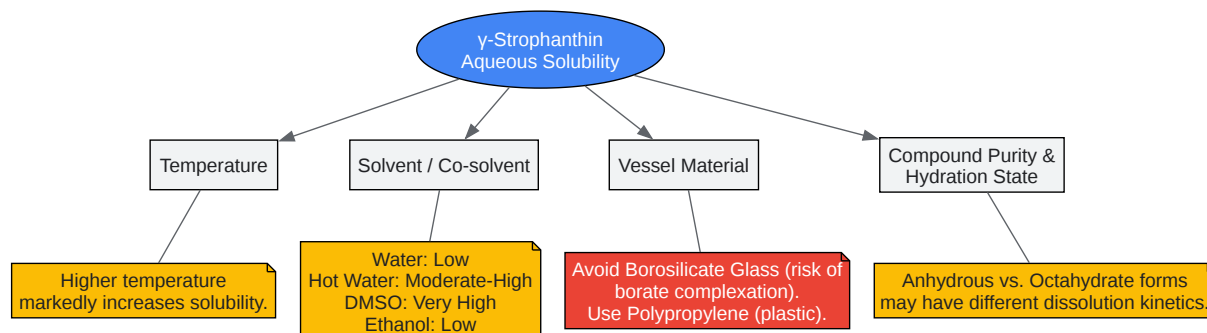 γ-Strophanthin
Aqueous Solubility
Temperature
Solvent / Co-solvent
Vessel Material
Compound Purity &
Hydration State
Higher temperature
markedly increases solubility.
Water: Low
Hot Water: Moderate-High
DMSO: Very High
Ethanol: Low
Avoid Borosilicate Glass (risk of
borate complexation).
Use Polypropylene (plastic).
Anhydrous vs. Octahydrate forms
may have different dissolution kinetics.